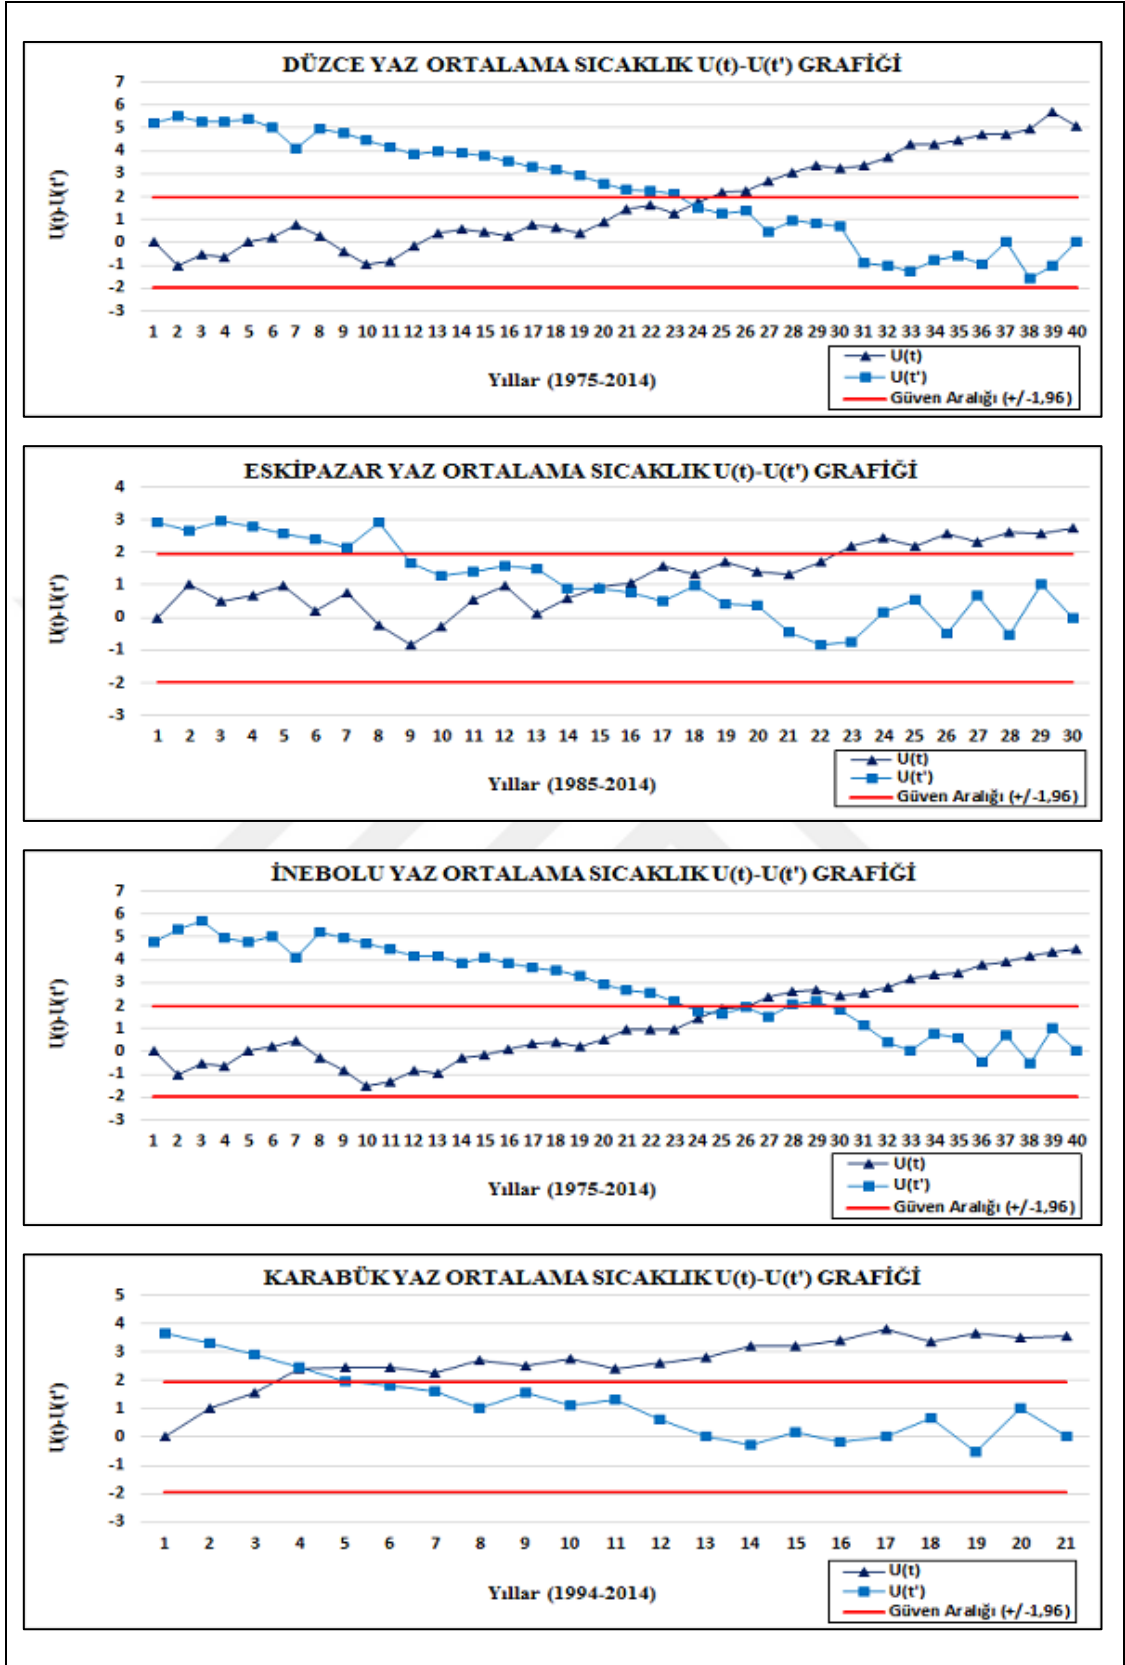 DÜZCE YAZ ORTALAMA SICAKLIK U(t)-U(t') GRAFİĞİ
7
6
5
4
3
2
1
0
-1
-2
-3
U(t)-U(t')
1 2 3 4 5 6 7 8 9 10 11 12 13 14 15 16 17 18 19 20 21 22 23 24 25 26 27 28 29 30 31 32 33 34 35 36 37 38 39 40
Yıllar (1975-2014)
U(t)
U(t')
Güven Aralığı (+/-1,96)
ESKİPAZAR YAZ ORTALAMA SICAKLIK U(t)-U(t') GRAFİĞİ
4
3
2
1
0
-1
-2
-3
U(t)-U(t')
1 2 3 4 5 6 7 8 9 10 11 12 13 14 15 16 17 18 19 20 21 22 23 24 25 26 27 28 29 30
Yıllar (1985-2014)
U(t)
U(t')
Güven Aralığı (+/-1,96)
İNEBOLU YAZ ORTALAMA SICAKLIK U(t)-U(t') GRAFİĞİ
7
6
5
4
3
2
1
0
-1
-2
-3
U(t)-U(t')
1 2 3 4 5 6 7 8 9 10 11 12 13 14 15 16 17 18 19 20 21 22 23 24 25 26 27 28 29 30 31 32 33 34 35 36 37 38 39 40
Yıllar (1975-2014)
U(t)
U(t')
Güven Aralığı (+/-1,96)
KARABÜK YAZ ORTALAMA SICAKLIK U(t)-U(t') GRAFİĞİ
5
4
3
2
1
0
-1
-2
-3
U(t)-U(t')
1 2 3 4 5 6 7 8 9 10 11 12 13 14 15 16 17 18 19 20 21
Yıllar (1994-2014)
U(t)
U(t')
Güven Aralığı (+/-1,96)